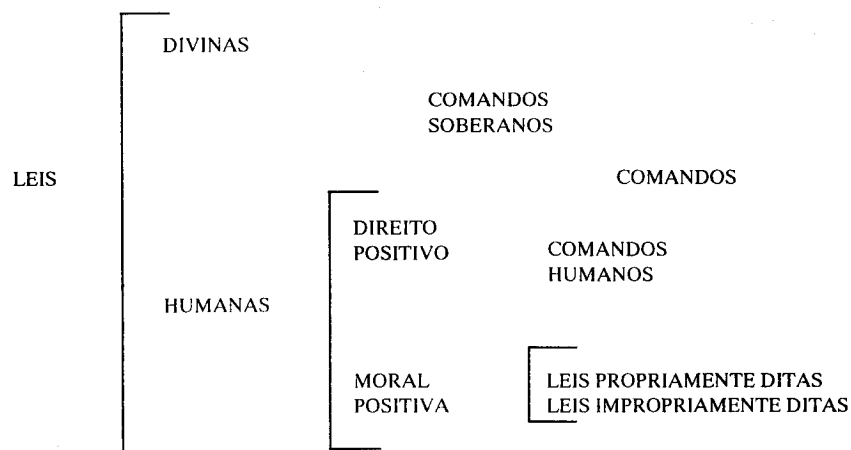 DIVINAS
COMANDOS
SOBERANOS
LEIS
COMANDOS
DIREITO
POSITIVO
COMANDOS
HUMANOS
HUMANAS
MORAL
POSITIVA
LEIS PROPRIAMENTE DITAS
LEIS IMPROPRIAMENTE DITAS